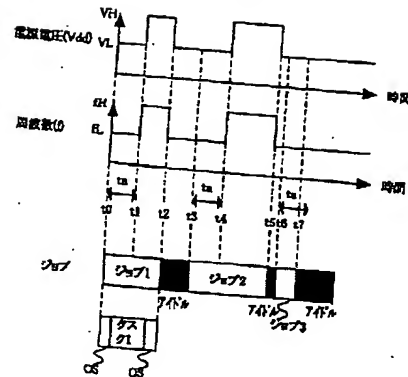 VH
電源電圧(Vdd) VL
時間
fH
周波数(f) fL
時間
tn tn tn
t0 t1 t2 t3 t4 t5 t6 t7
ジョブ ジョブ1 ジョブ2
アイドル アイドル アイドル
ジョブ3
タス
ク1
OS OS